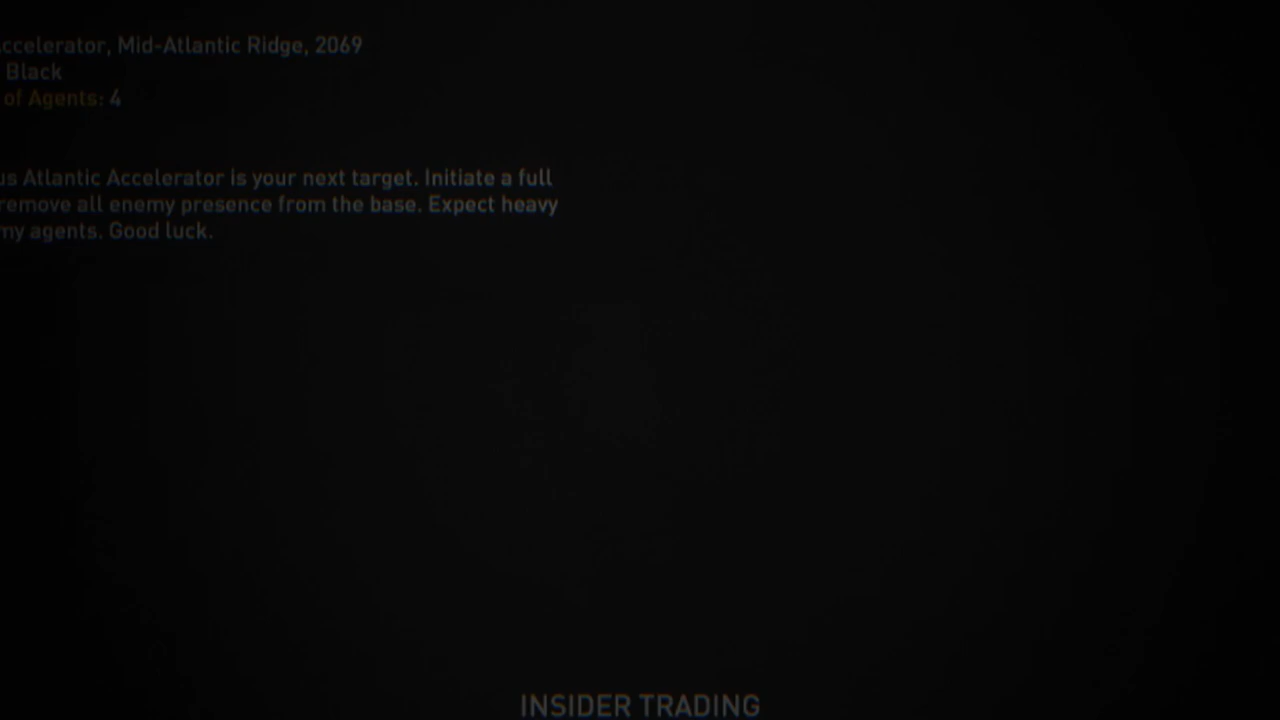 ccelerator, Mid-Atlantic Ridge, 2069
Black
of Agents: 4
us Atlantic Accelerator is your next target. Initiate a full
remove all enemy presence from the base. Expect heavy
my agents. Good luck.
INSIDER TRADING